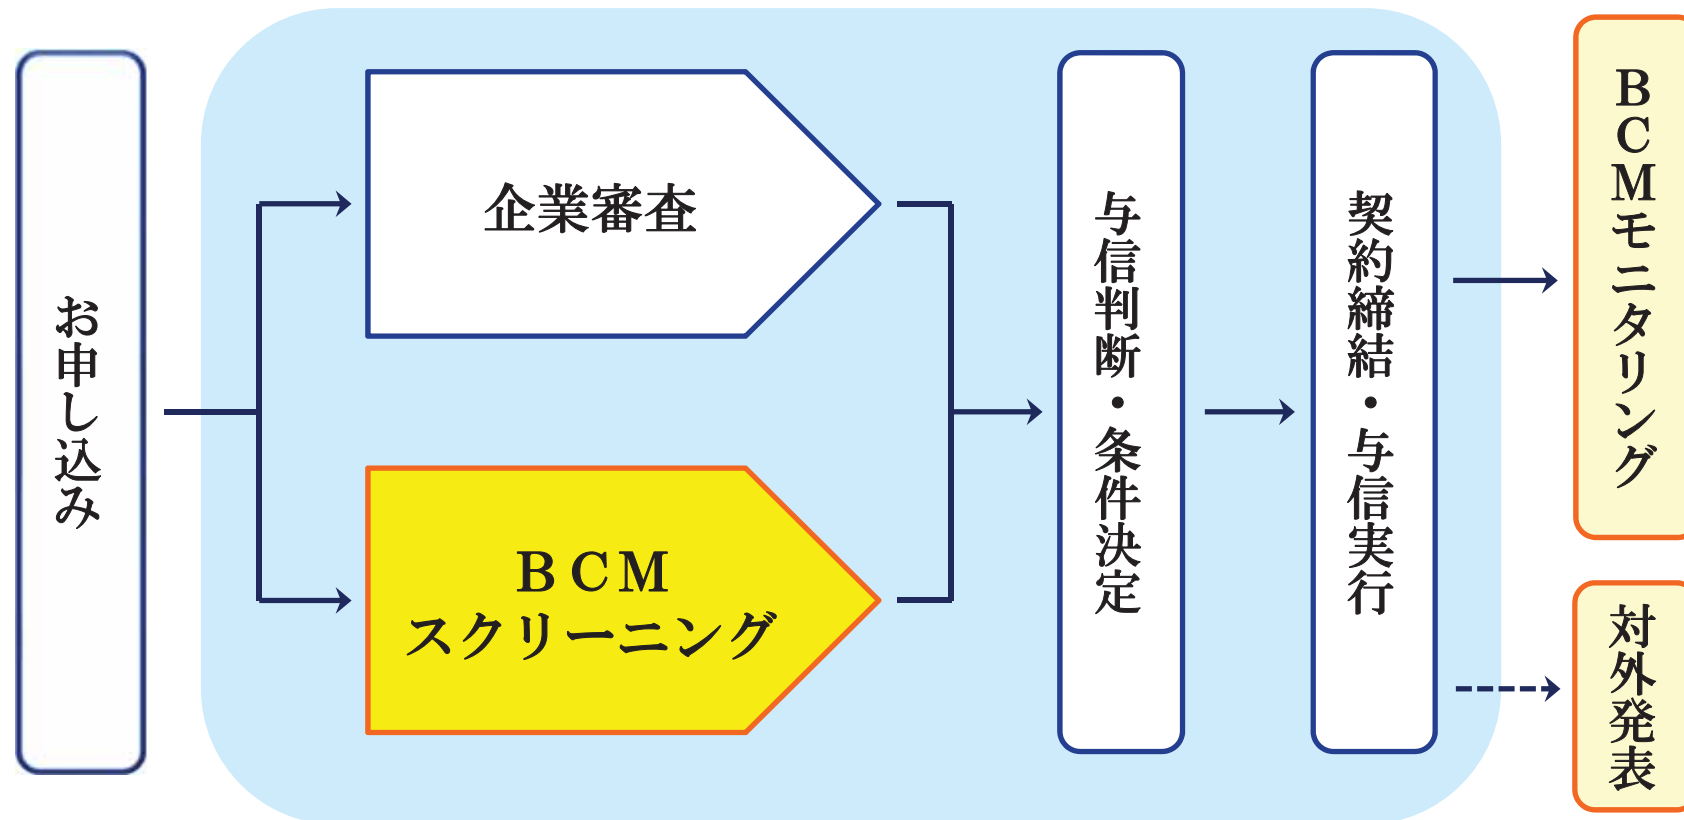 お申し込み
企業審査
BCM
スクリーニング
与信判断・条件決定
契約締結・与信実行
BCMモニタリング
対外発表